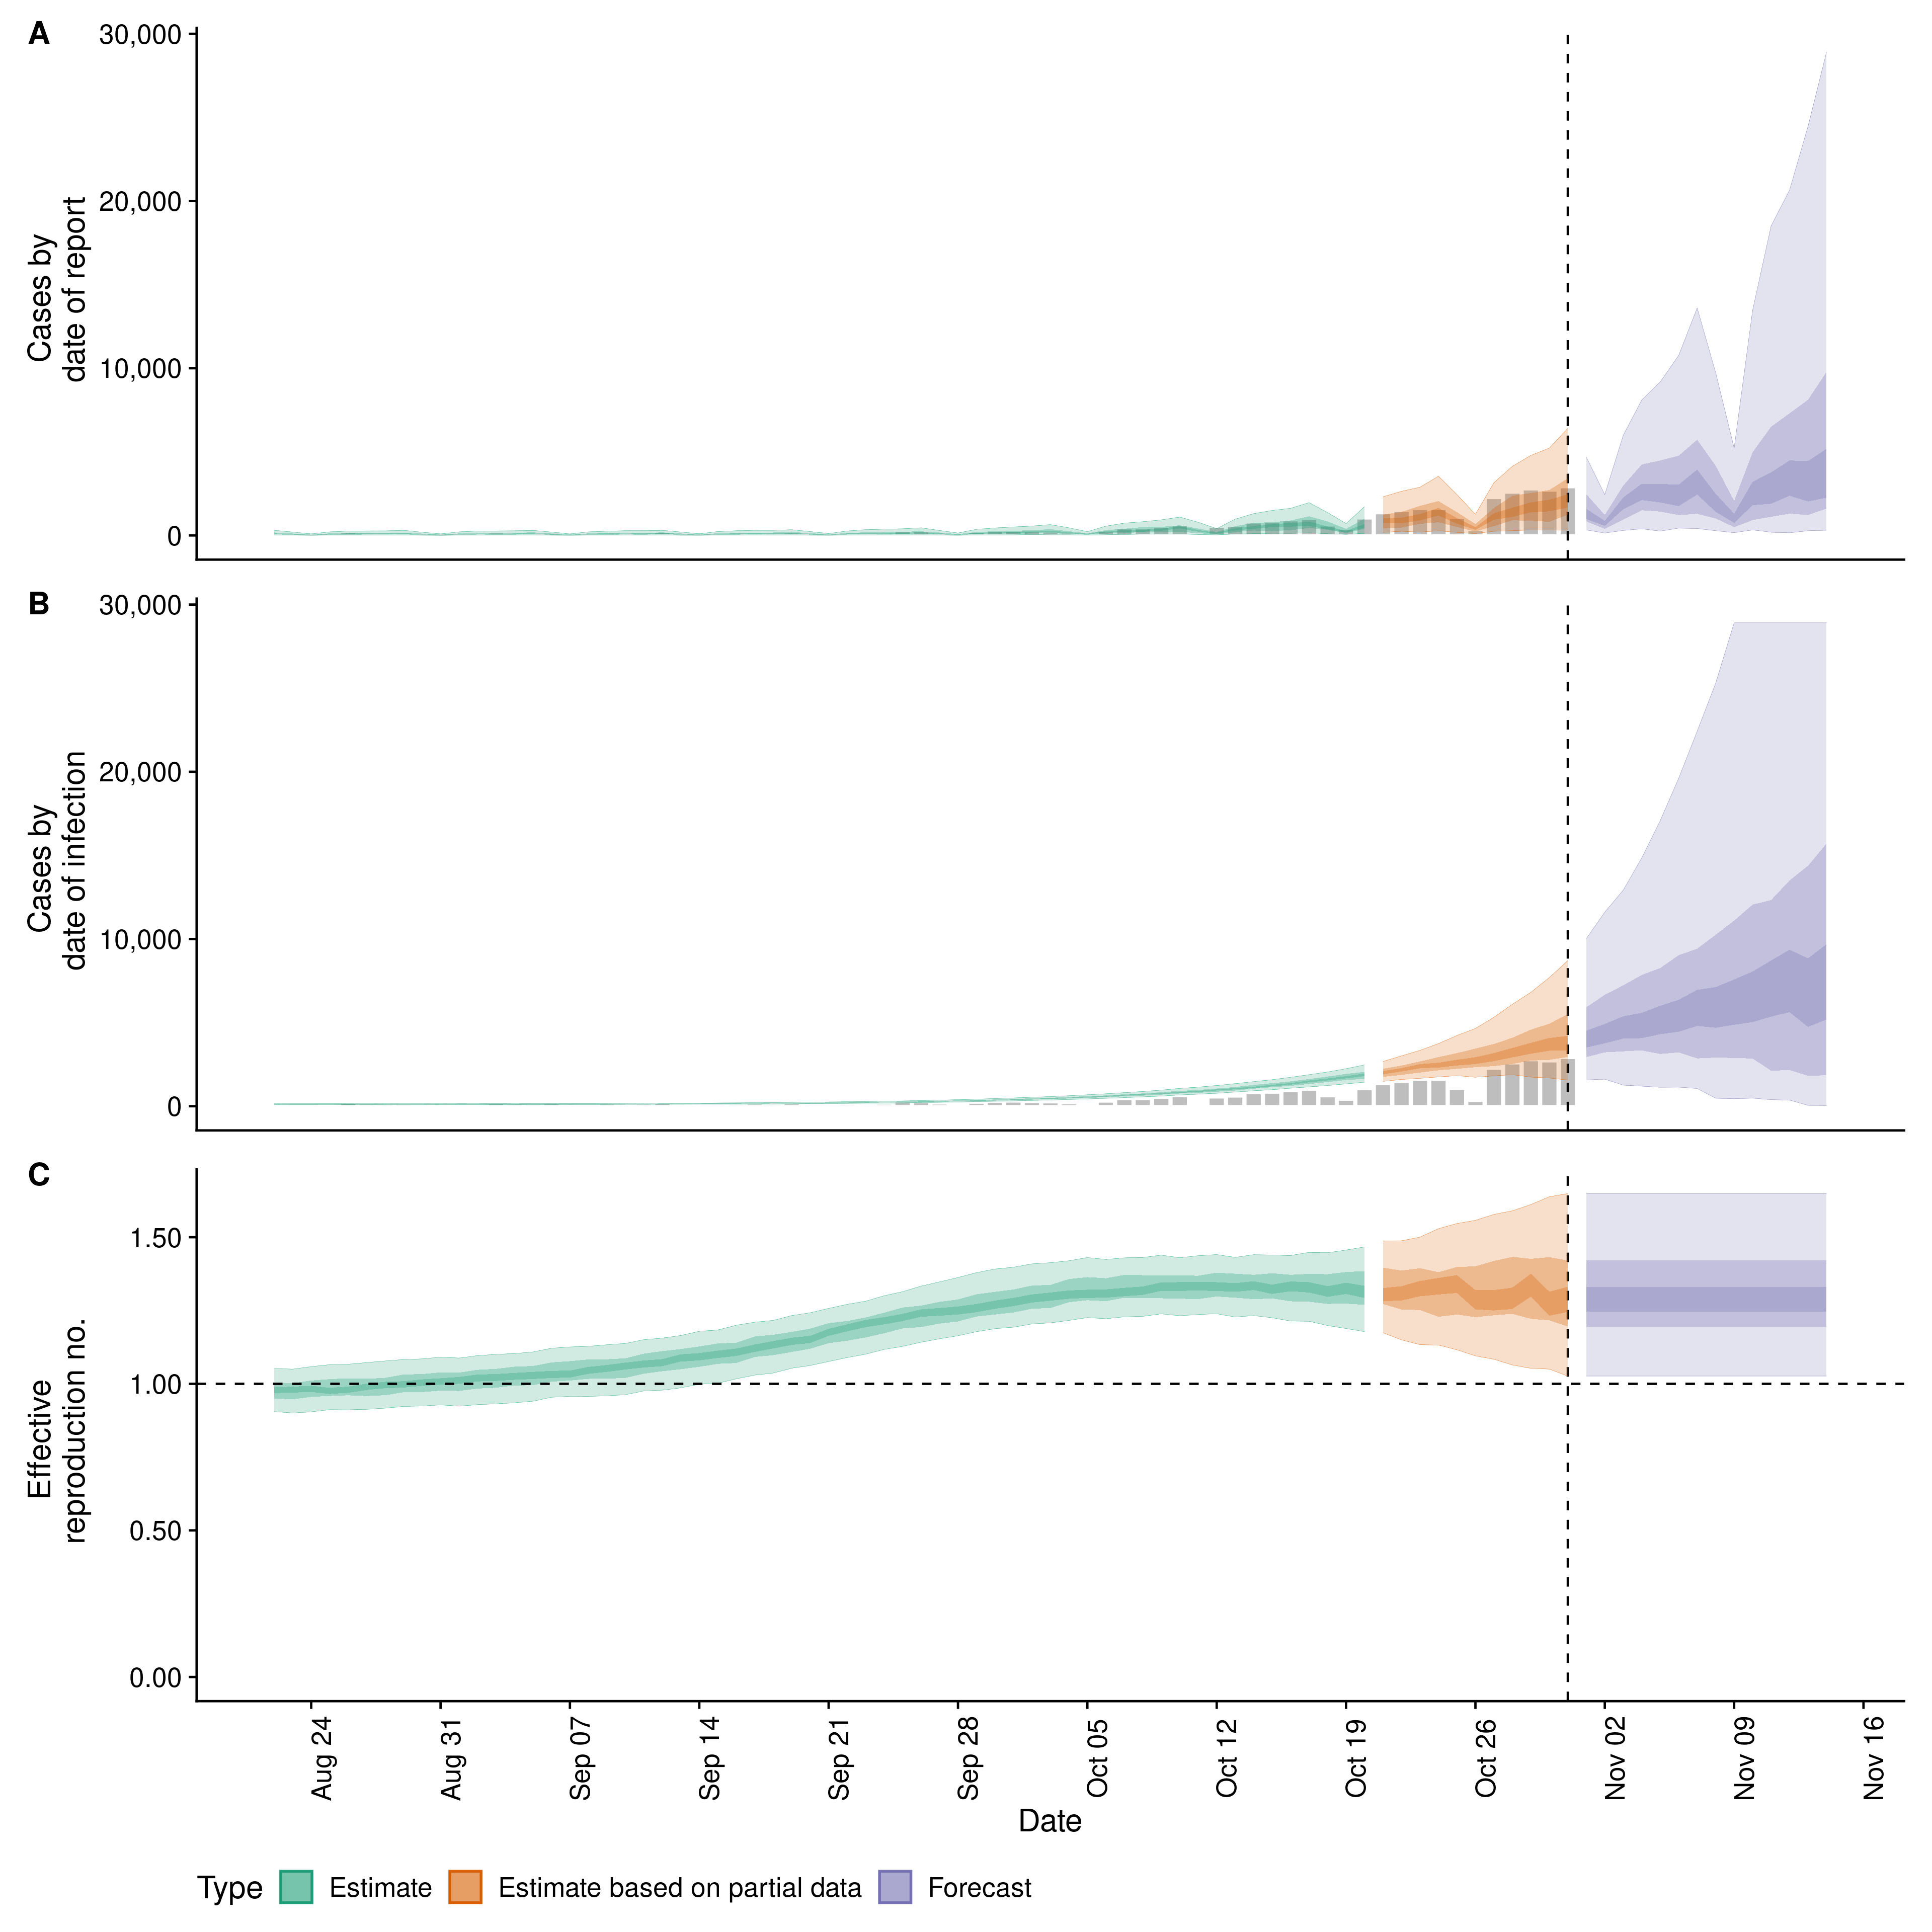 A
30,000
20,000
10,000
0
Cases by
date of report
B
30,000
20,000
10,000
0
Cases by
date of infection
C
1.50
1.00
0.50
0.00
Effective
reproduction no.
Aug 24
Aug 31
Sep 07
Sep 14
Sep 21
Sep 28
Oct 05
Oct 12
Oct 19
Oct 26
Nov 02
Nov 09
Nov 16
Date
Type Estimate Estimate based on partial data Forecast